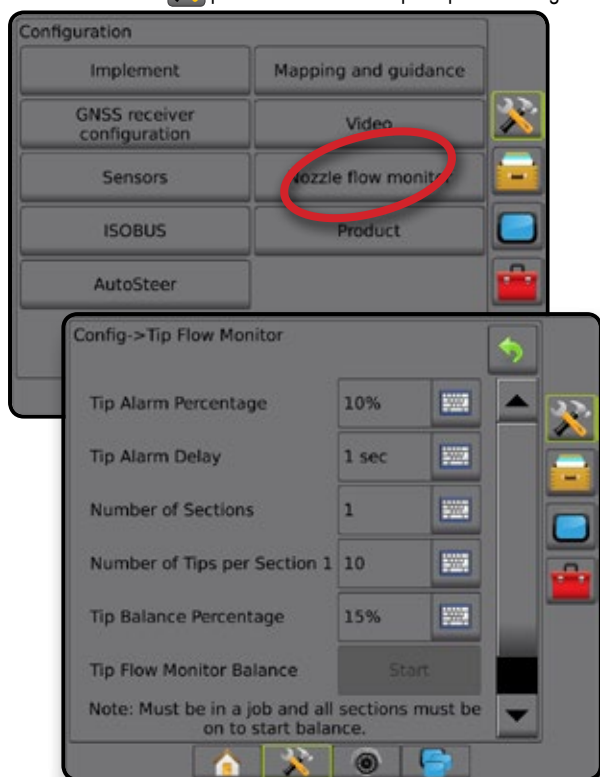 Configuration
Implement
Mapping and guidance
GNSS receiver
configuration
Video
Sensors
Nozzle flow monitor
ISOBUS
Product
AutoSteer
Config->Tip Flow Monitor
Tip Alarm Percentage
10%
Tip Alarm Delay
1 sec
Number of Sections
1
Number of Tips per Section 1
10
Tip Balance Percentage
15%
Tip Flow Monitor Balance
Start
Note: Must be in a job and all sections must be
on to start balance.